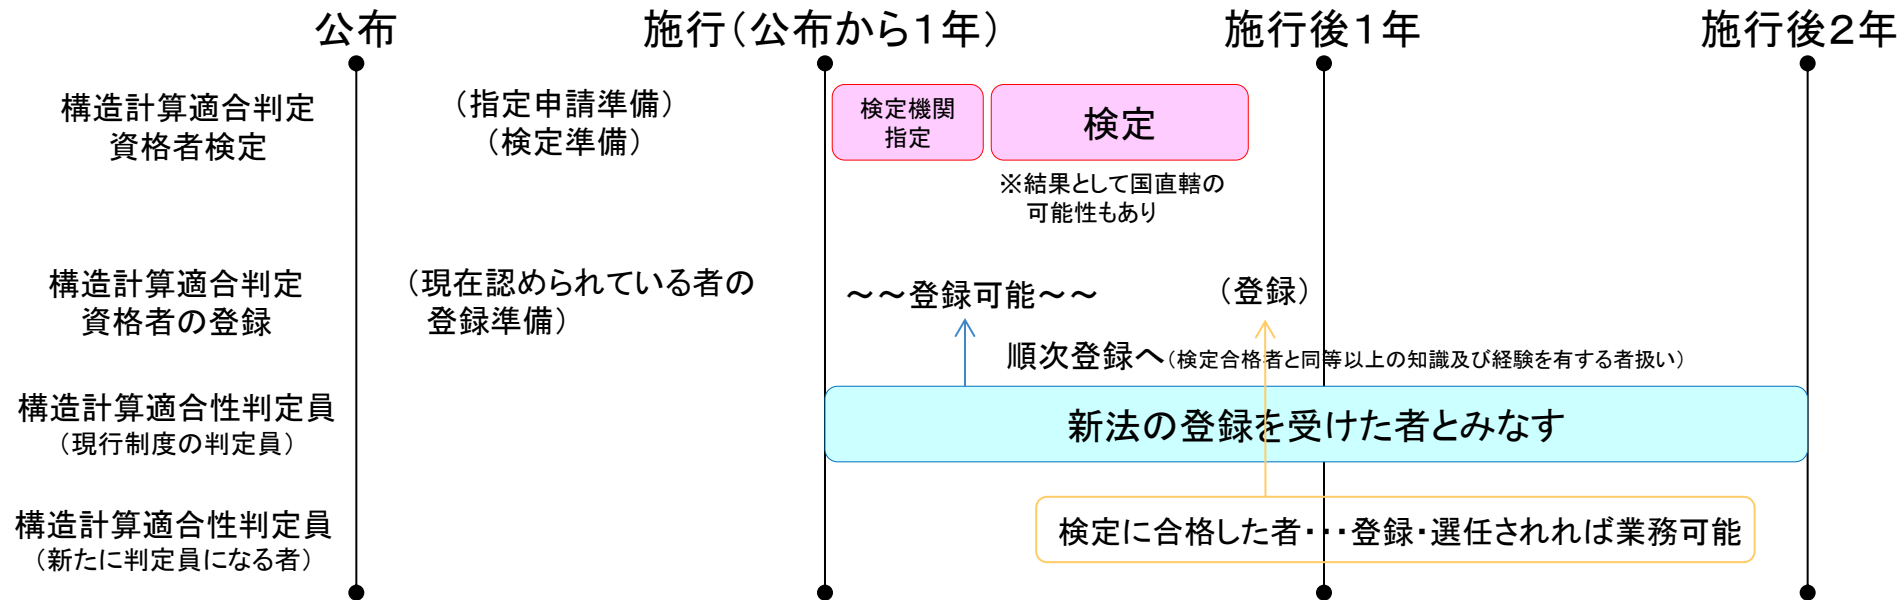 公布
施行（公布から１年）
施行後１年
施行後２年
構造計算適合判定
資格者検定
（指定申請準備）
（検定準備）
検定機関
指定
検定
※結果として国直轄の
可能性もあり
構造計算適合判定
資格者の登録
（現在認められている者の
登録準備）
～～登録可能～～
（登録）
順次登録へ（検定合格者と同等以上の知識及び経験を有する者扱い）
構造計算適合性判定員
（現行制度の判定員）
新法の登録を受けた者とみなす
構造計算適合性判定員
（新たに判定員になる者）
検定に合格した者・・・登録・選任されれば業務可能